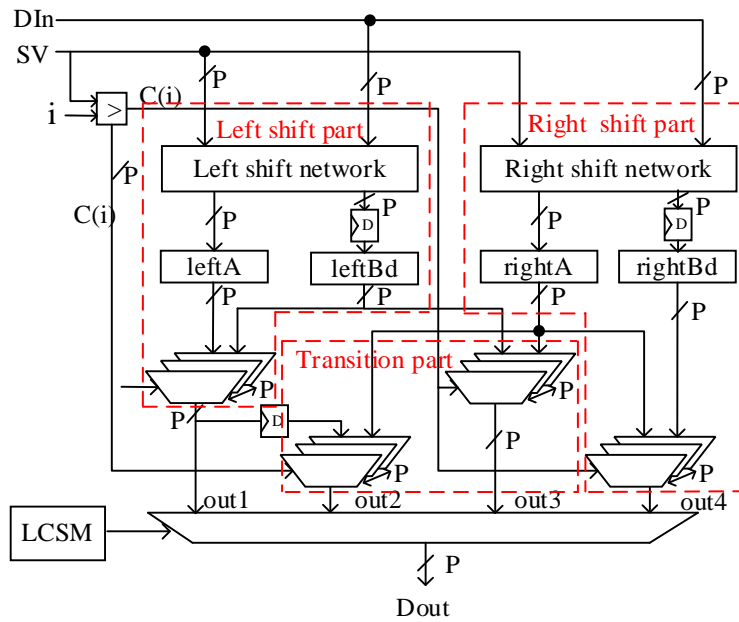 DIn
SV
P
P
P
i
>
C(i)
P
C(i)
Left shift part
Right shift part
Left shift network
Right shift network
P
P
D
P
P
D
leftA
leftBd
rightA
rightBd
P
P
P
P
Transition part
P
P
P
D
P
P
P
out1
out2
out3
out4
LCSM
P
Dout